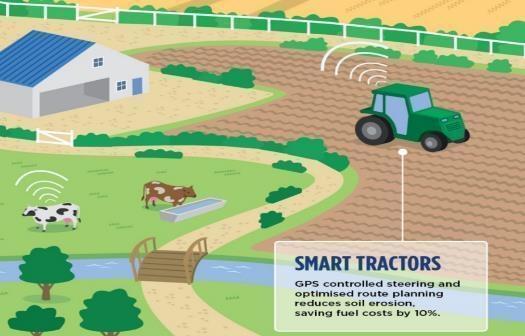 SMART TRACTORS
GPS controlled steering and
optimised route planning
reduces soil erosion,
saving fuel costs by 10%.